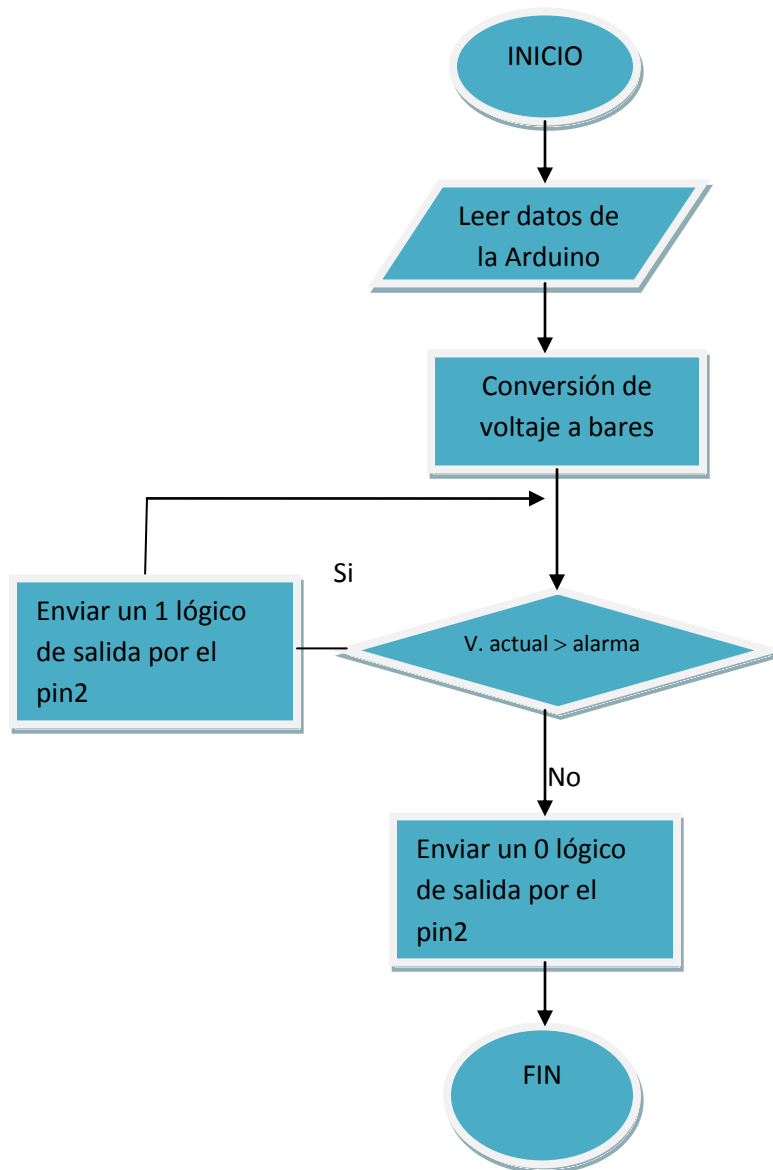 INICIO
Leer datos de
la Arduino
Conversión de
voltaje a bares
Si
Enviar un 1 lógico
de salida por el
pin2
V. actual > alarma
No
Enviar un 0 lógico
de salida por el
pin2
FIN